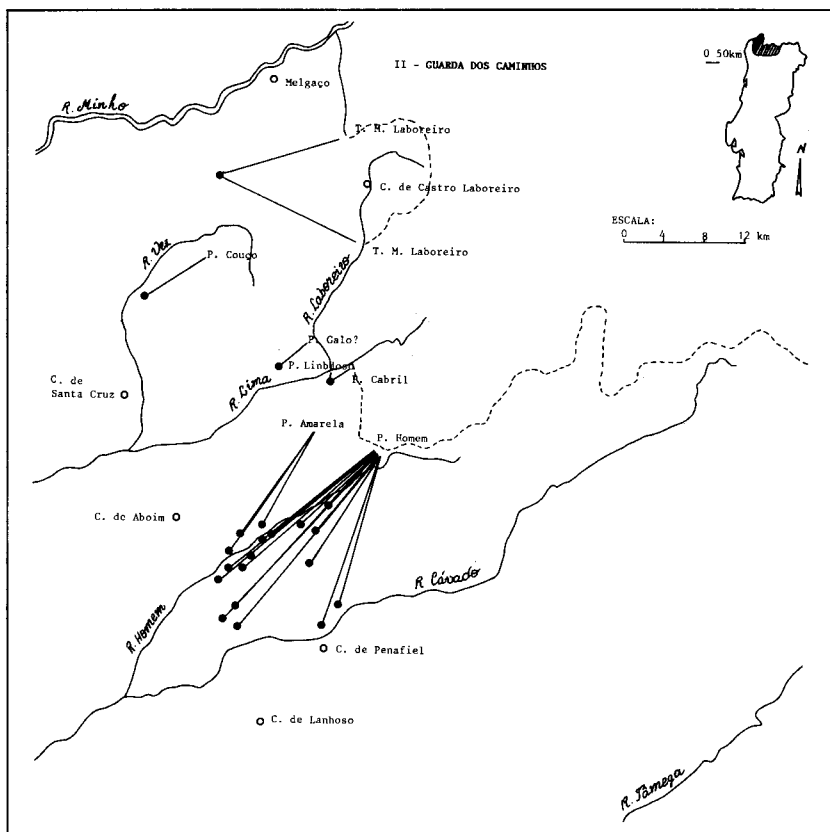 II - GUARDA DOS CAMINHOS
0 50km
Melgaço
R. Minho
T. R. Laboreiro
N
C. de Castro Laboreiro
ESCALA:
0 4 8 12 km
T. M. Laboreiro
R. Vez
P. Couço
R. Laboreiro
P. Galo?
P. Linboso
R. Cabril
C. de
Santa Cruz
R. Lima
P. Amarela
P. Homem
C. de Aboim
R. Cávado
R. Homem
C. de Penafiel
C. de Lanhoso
R. Tâmega